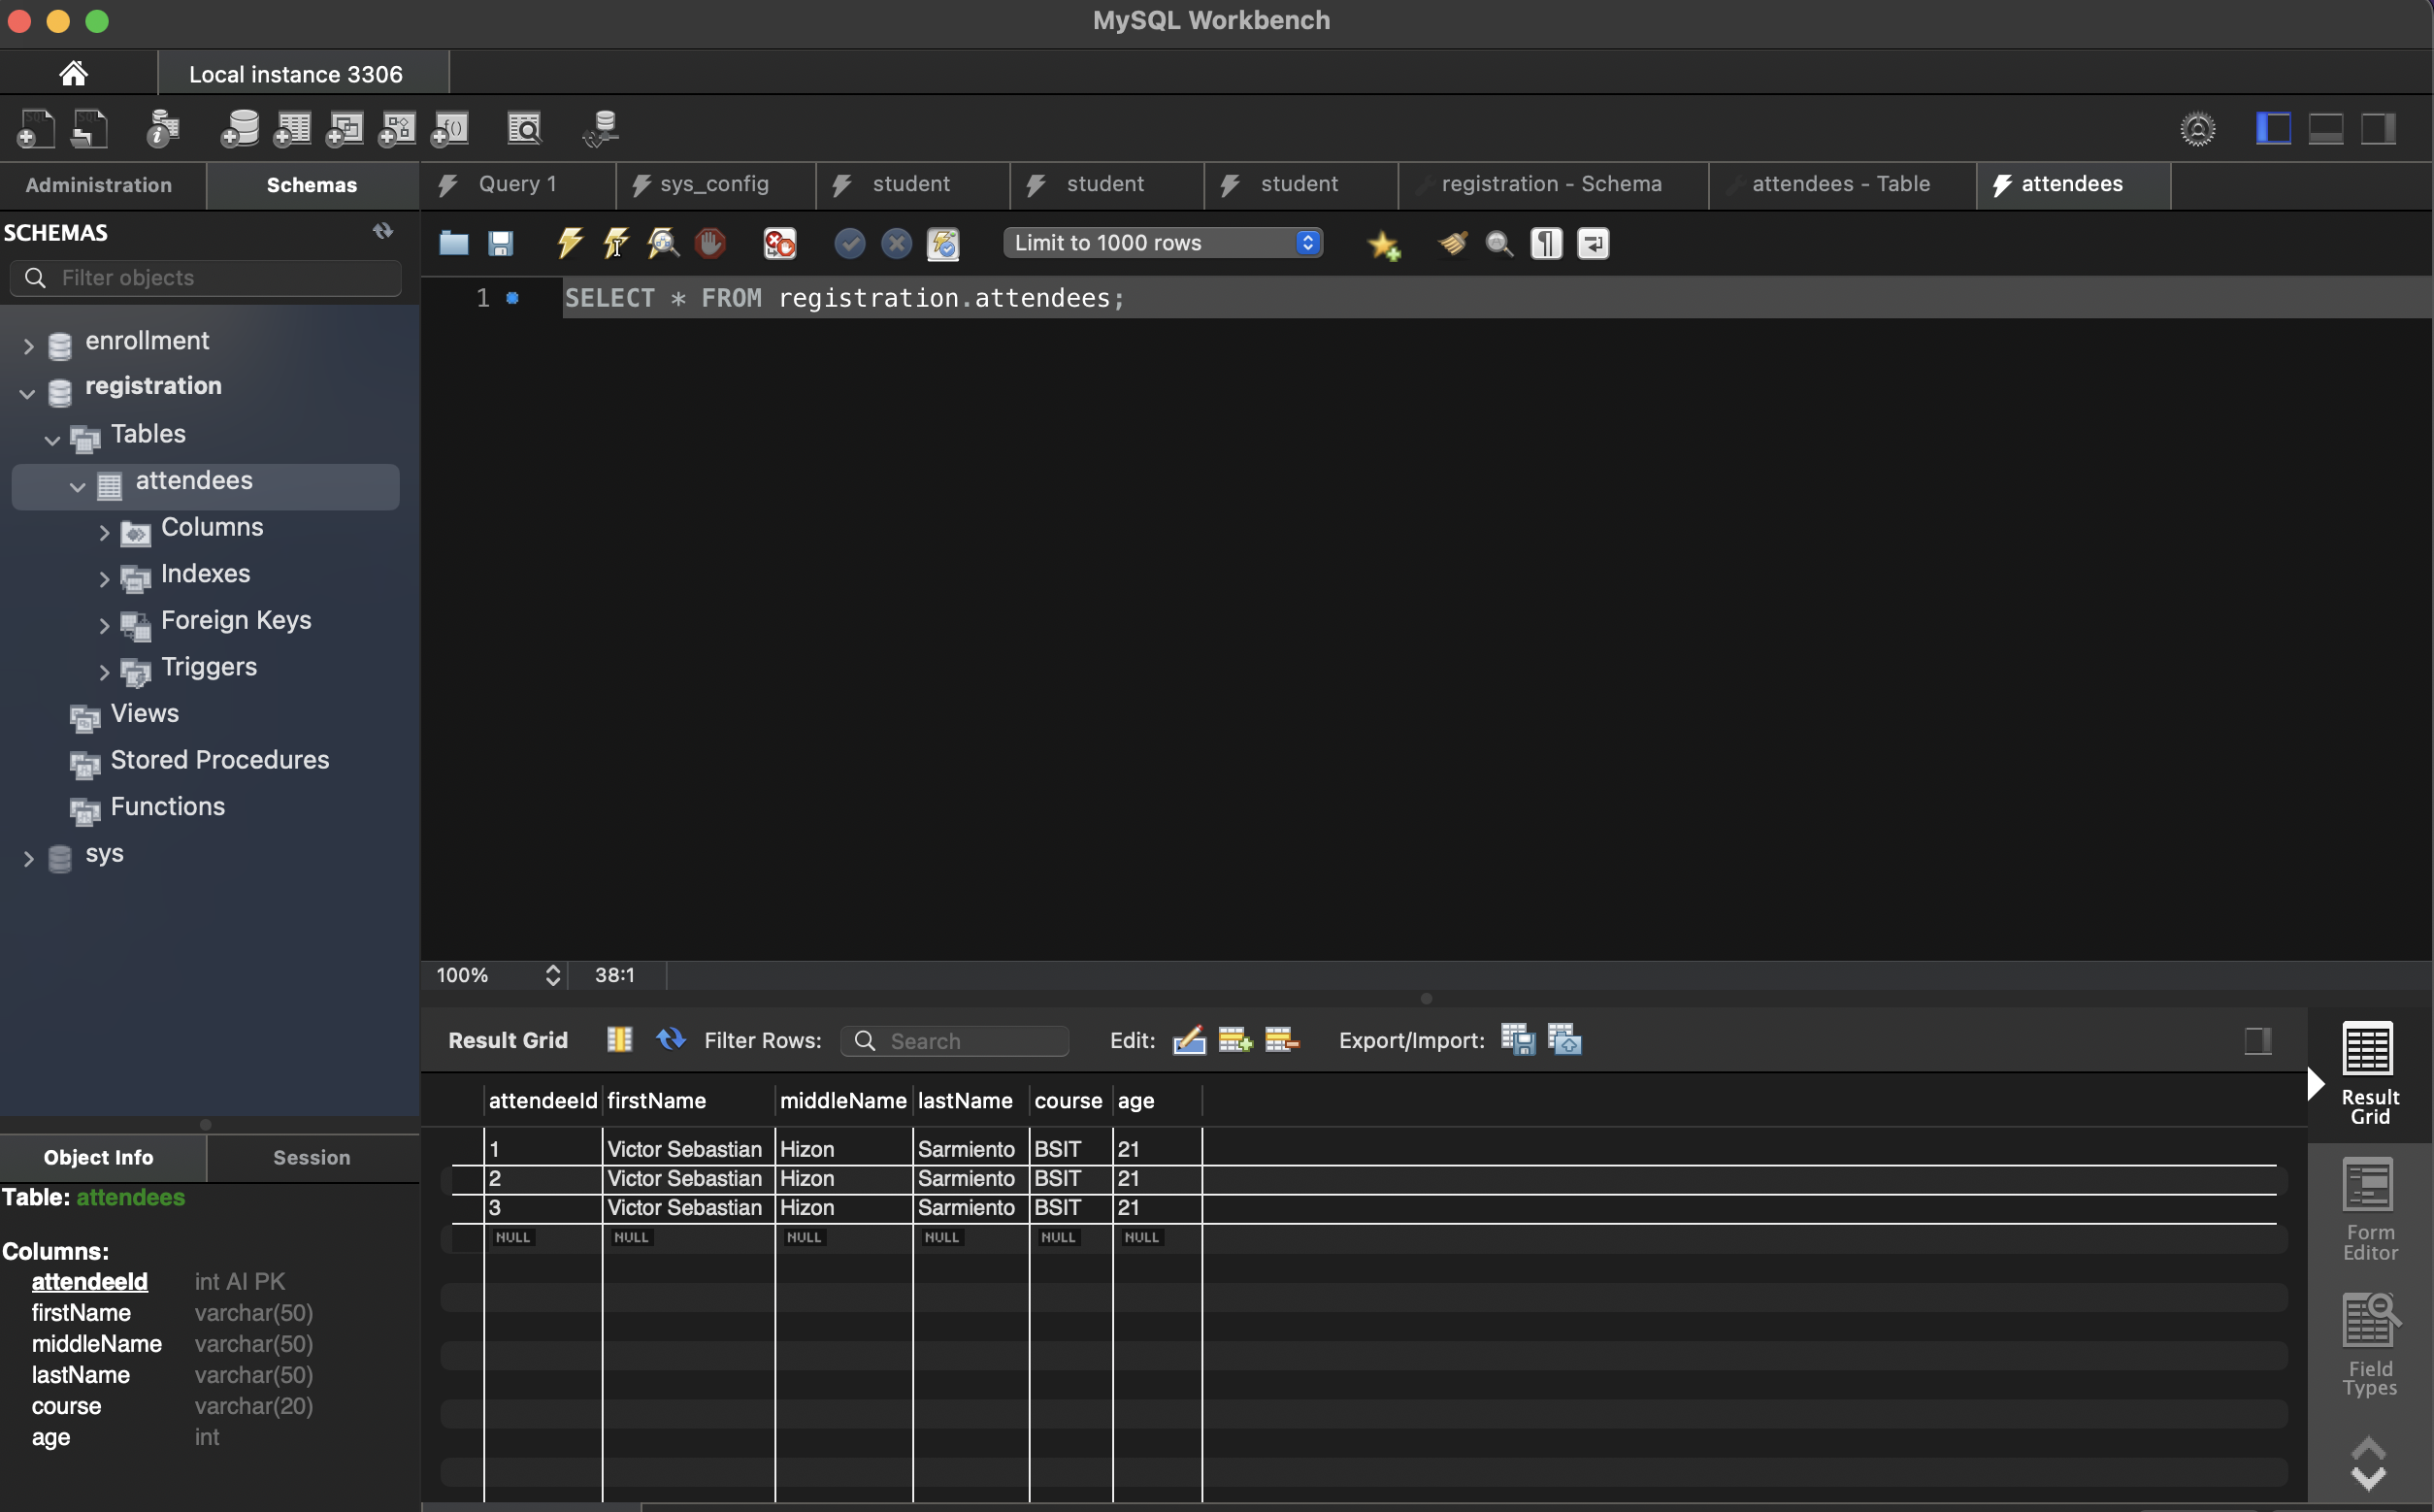 MySQL Workbench
Local instance 3306
Administration
Schemas
Query 1
sys_config
student
student
student
registration - Schema
attendees - Table
attendees
SCHEMAS
Filter objects
Limit to 1000 rows
1
SELECT * FROM registration.attendees;
enrollment
registration
Tables
attendees
Columns
Indexes
Foreign Keys
Triggers
Views
Stored Procedures
Functions
sys
100%
38:1
Result Grid
Filter Rows:
Search
Edit:
Export/Import:
attendeeId firstName middleName lastName course age
1 Victor Sebastian Hizon Sarmiento BSIT 21
2 Victor Sebastian Hizon Sarmiento BSIT 21
3 Victor Sebastian Hizon Sarmiento BSIT 21
NULL NULL NULL NULL NULL NULL
Result
Grid
Form
Editor
Field
Types
Object Info
Session
Table: attendees
Columns:
attendeeId int AI PK
firstName varchar(50)
middleName varchar(50)
lastName varchar(50)
course varchar(20)
age int